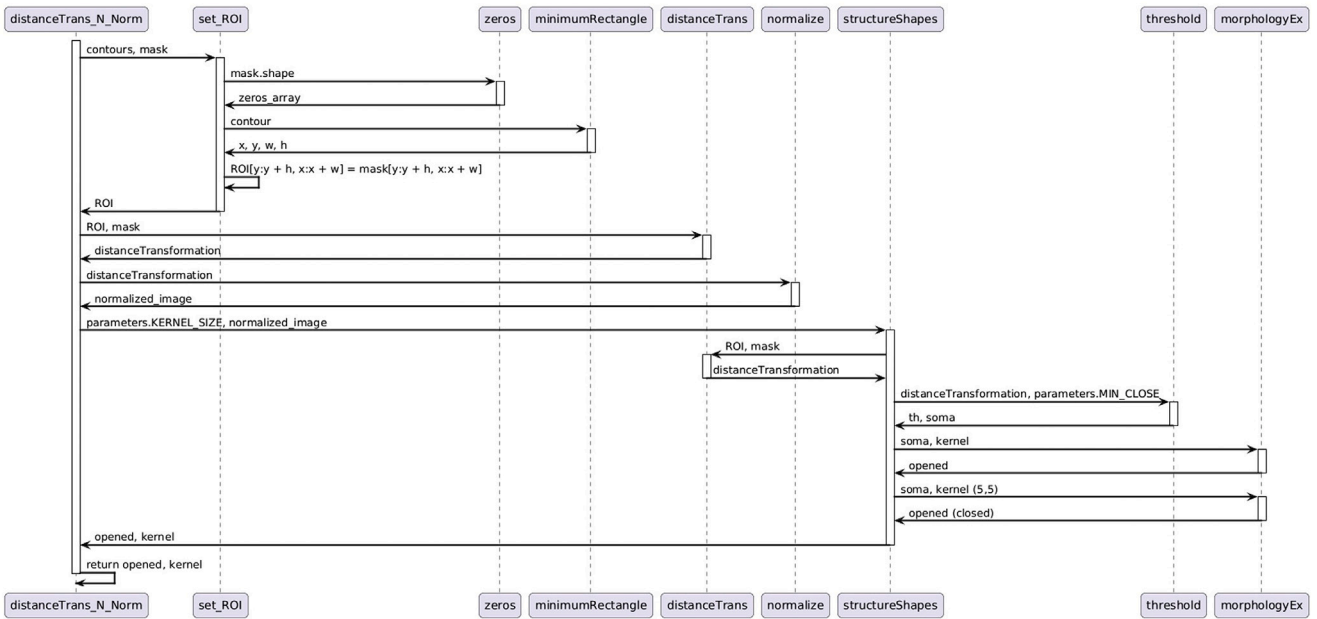 distanceTrans_N_Norm set_ROI zeros minimumRectangle distanceTrans normalize structureShapes threshold morphologyEx
contours, mask
mask.shape
zeros_array
contour
x, y, w, h
ROI[y:y + h, x:x + w] = mask[y:y + h, x:x + w]
ROI
ROI, mask
distanceTransformation
distanceTransformation
normalized_image
parameters.KERNEL_SIZE, normalized_image
ROI, mask
distanceTransformation
distanceTransformation, parameters.MIN_CLOSE
th, soma
soma, kernel
opened
soma, kernel (5,5)
opened (closed)
opened, kernel
return opened, kernel
distanceTrans_N_Norm set_ROI zeros minimumRectangle distanceTrans normalize structureShapes threshold morphologyEx